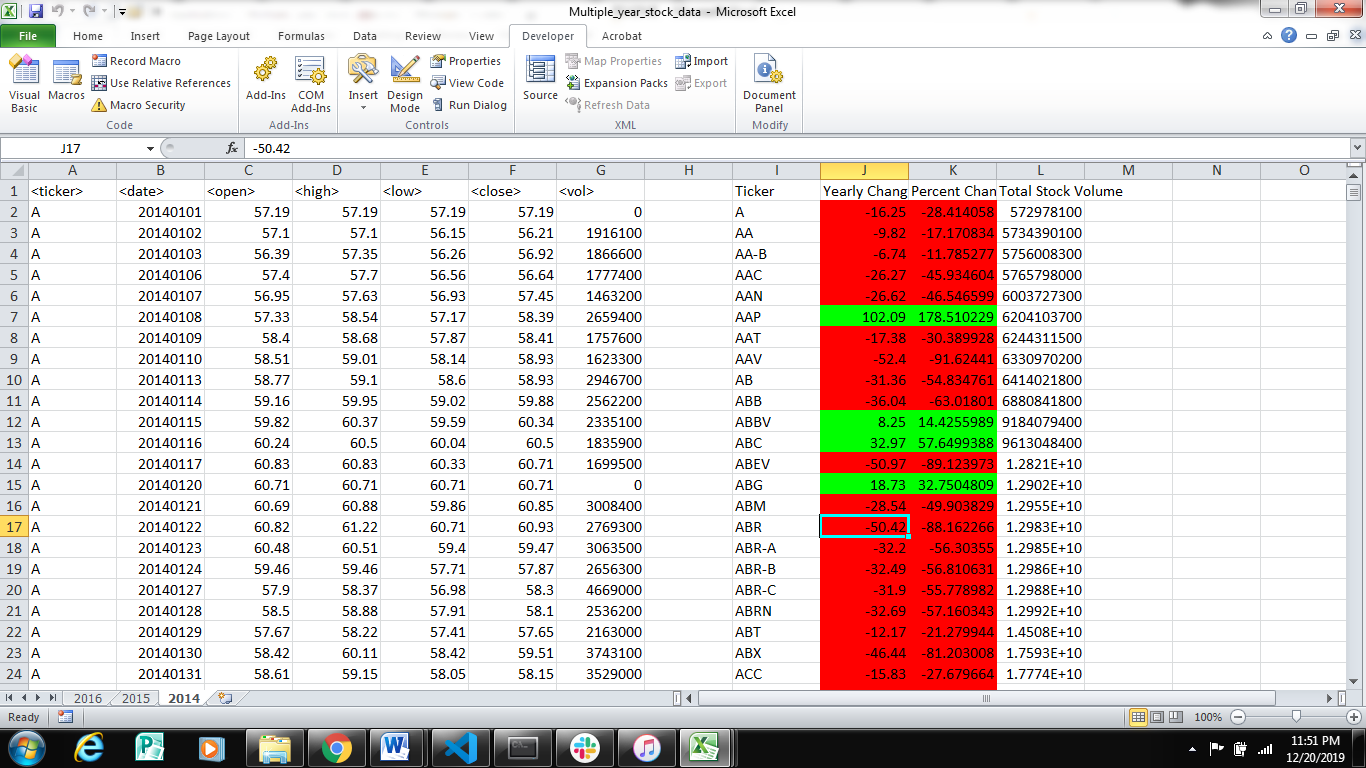 Multiple_year_stock_data - Microsoft Excel
File Home Insert Page Layout Formulas Data Review View Developer Acrobat
Visual Basic
Macros
Record Macro
Use Relative References
Macro Security
Code
Add-Ins
COM Add-Ins
Add-Ins
Insert
Design Mode
Properties
View Code
Run Dialog
Controls
Source
Map Properties
Expansion Packs
Refresh Data
Import
Export
XML
Document Panel
Modify
J17 fx -50.42
A B C D E F G H I J K L M N O
1 <ticker> <date> <open> <high> <low> <close> <vol> Ticker Yearly Chang Percent Chan Total Stock Volume
2 A 20140101 57.19 57.19 57.19 57.19 0 A -16.25 -28.414058 572978100
3 A 20140102 57.1 57.1 56.15 56.21 1916100 AA -9.82 -17.170834 5734390100
4 A 20140103 56.39 57.35 56.26 56.92 1866600 AA-B -6.74 -11.785277 5756008300
5 A 20140106 57.4 57.7 56.56 56.64 1777400 AAC -26.27 -45.934604 5765798000
6 A 20140107 56.95 57.63 56.93 57.45 1463200 AAN -26.62 -46.546599 6003727300
7 A 20140108 57.33 58.54 57.17 58.39 2659400 AAP 102.09 178.510229 6204103700
8 A 20140109 58.4 58.68 57.87 58.41 1757600 AAT -17.38 -30.389928 6244311500
9 A 20140110 58.51 59.01 58.14 58.93 1623300 AAV -52.4 -91.62441 6330970200
10 A 20140113 58.77 59.1 58.6 58.93 2946700 AB -31.36 -54.834761 6414021800
11 A 20140114 59.16 59.95 59.02 59.88 2562200 ABB -36.04 -63.01801 6880841800
12 A 20140115 59.82 60.37 59.59 60.34 2335100 ABBV 8.25 14.4255989 9184079400
13 A 20140116 60.24 60.5 60.04 60.5 1835900 ABC 32.97 57.6499388 9613048400
14 A 20140117 60.83 60.83 60.33 60.71 1699500 ABEV -50.97 -89.123973 1.2821E+10
15 A 20140120 60.71 60.71 60.71 60.71 0 ABG 18.73 32.7504809 1.2902E+10
16 A 20140121 60.69 60.88 59.86 60.85 3008400 ABM -28.54 -49.903829 1.2955E+10
17 A 20140122 60.82 61.22 60.71 60.93 2769300 ABR -50.42 -88.162266 1.2983E+10
18 A 20140123 60.48 60.51 59.4 59.47 3063500 ABR-A -32.2 -56.30355 1.2985E+10
19 A 20140124 59.46 59.46 57.71 57.87 2656300 ABR-B -32.49 -56.810631 1.2986E+10
20 A 20140127 57.9 58.37 56.98 58.3 4669000 ABR-C -31.9 -55.778982 1.2988E+10
21 A 20140128 58.5 58.88 57.91 58.1 2536200 ABRN -32.69 -57.160343 1.2992E+10
22 A 20140129 57.67 58.22 57.41 57.65 2163000 ABT -12.17 -21.279944 1.4508E+10
23 A 20140130 58.42 60.11 58.42 59.51 3743100 ABX -46.44 -81.203008 1.7593E+10
24 A 20140131 58.61 59.15 58.05 58.15 3529000 ACC -15.83 -27.679664 1.7774E+10
2016 2015 2014
Ready 100%
11:51 PM
12/20/2019